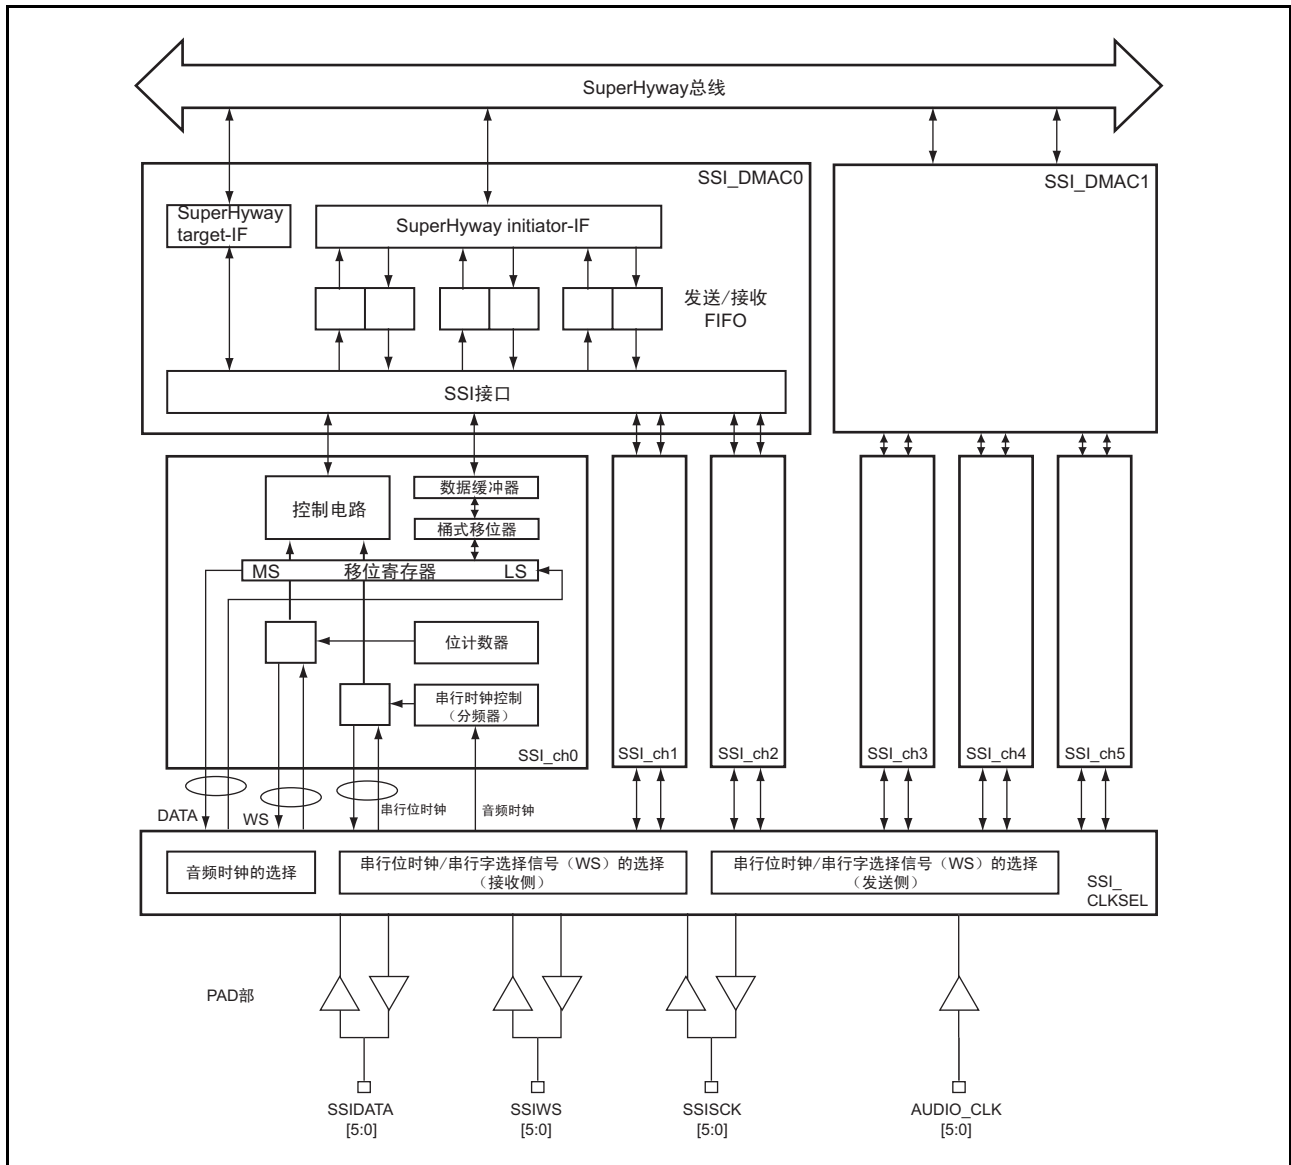 SuperHyway总线
SSI_DMAC0
SSI_DMAC1
SuperHyway
target-IF
SuperHyway initiator-IF
发送/接收
FIFO
SSI接口
控制电路
数据缓冲器
桶式移位器
MS
移位寄存器
LS
位计数器
串行时钟控制
（分频器）
SSI_ch0
SSI_ch1
SSI_ch2
SSI_ch3
SSI_ch4
SSI_ch5
DATA
WS
串行位时钟
音频时钟
音频时钟的选择
串行位时钟/串行字选择信号（WS）的选择
（接收侧）
串行位时钟/串行字选择信号（WS）的选择
（发送侧）
SSI_
CLKSEL
PAD部
SSIDATA
[5:0]
SSIWS
[5:0]
SSISCK
[5:0]
AUDIO_CLK
[5:0]